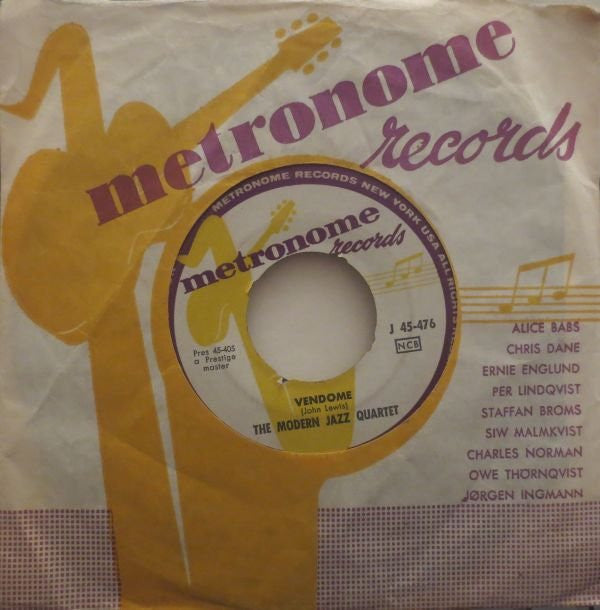 metronome
records
METRONOME RECORDS NEW YORK USA ALL RIGHTS
metronome
records
J 45-476
NCB
Pres 45-405
a Prestige
master
VENDOME
(John Lewis)
THE MODERN JAZZ QUARTET
ALICE BABS
CHRIS DANE
ERNIE ENGLUND
PER LINDQVIST
STAFFAN BROMS
SIW MALMKVIST
CHARLES NORMAN
OWE THÖRNQVIST
JØRGEN INGMANN